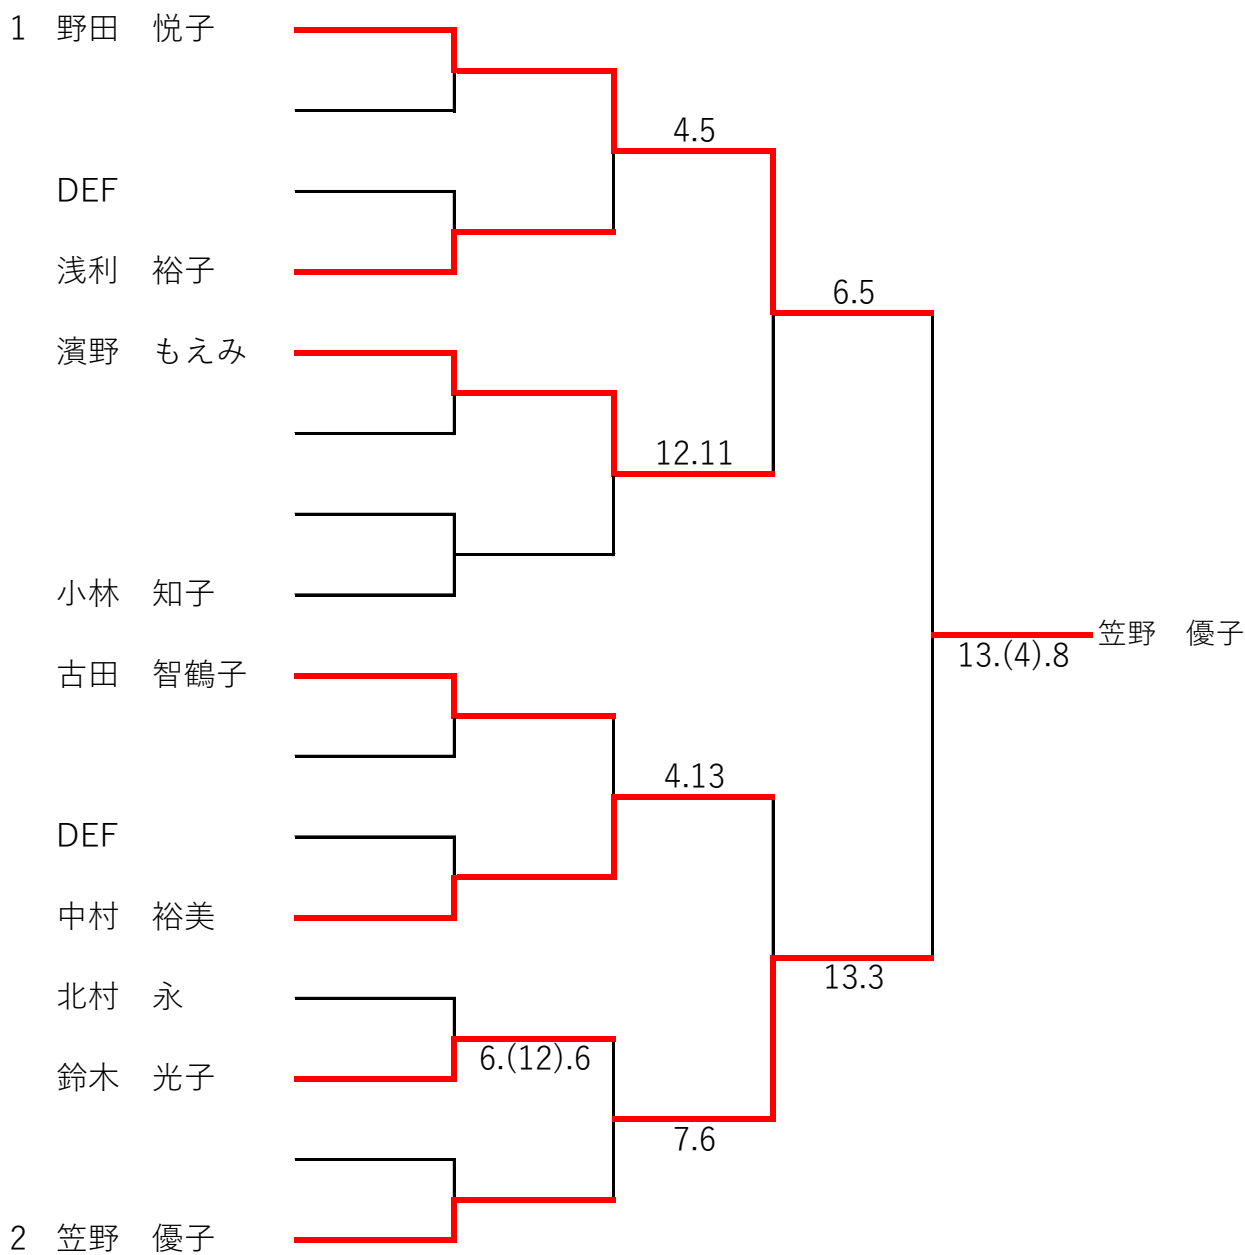 1 野田　悦子
4.5
DEF
浅利　裕子
6.5
濱野　もえみ
12.11
小林　知子
笠野　優子
13.(4).8
古田　智鶴子
4.13
DEF
中村　裕美
13.3
北村　永
6.(12).6
鈴木　光子
7.6
2 笠野　優子